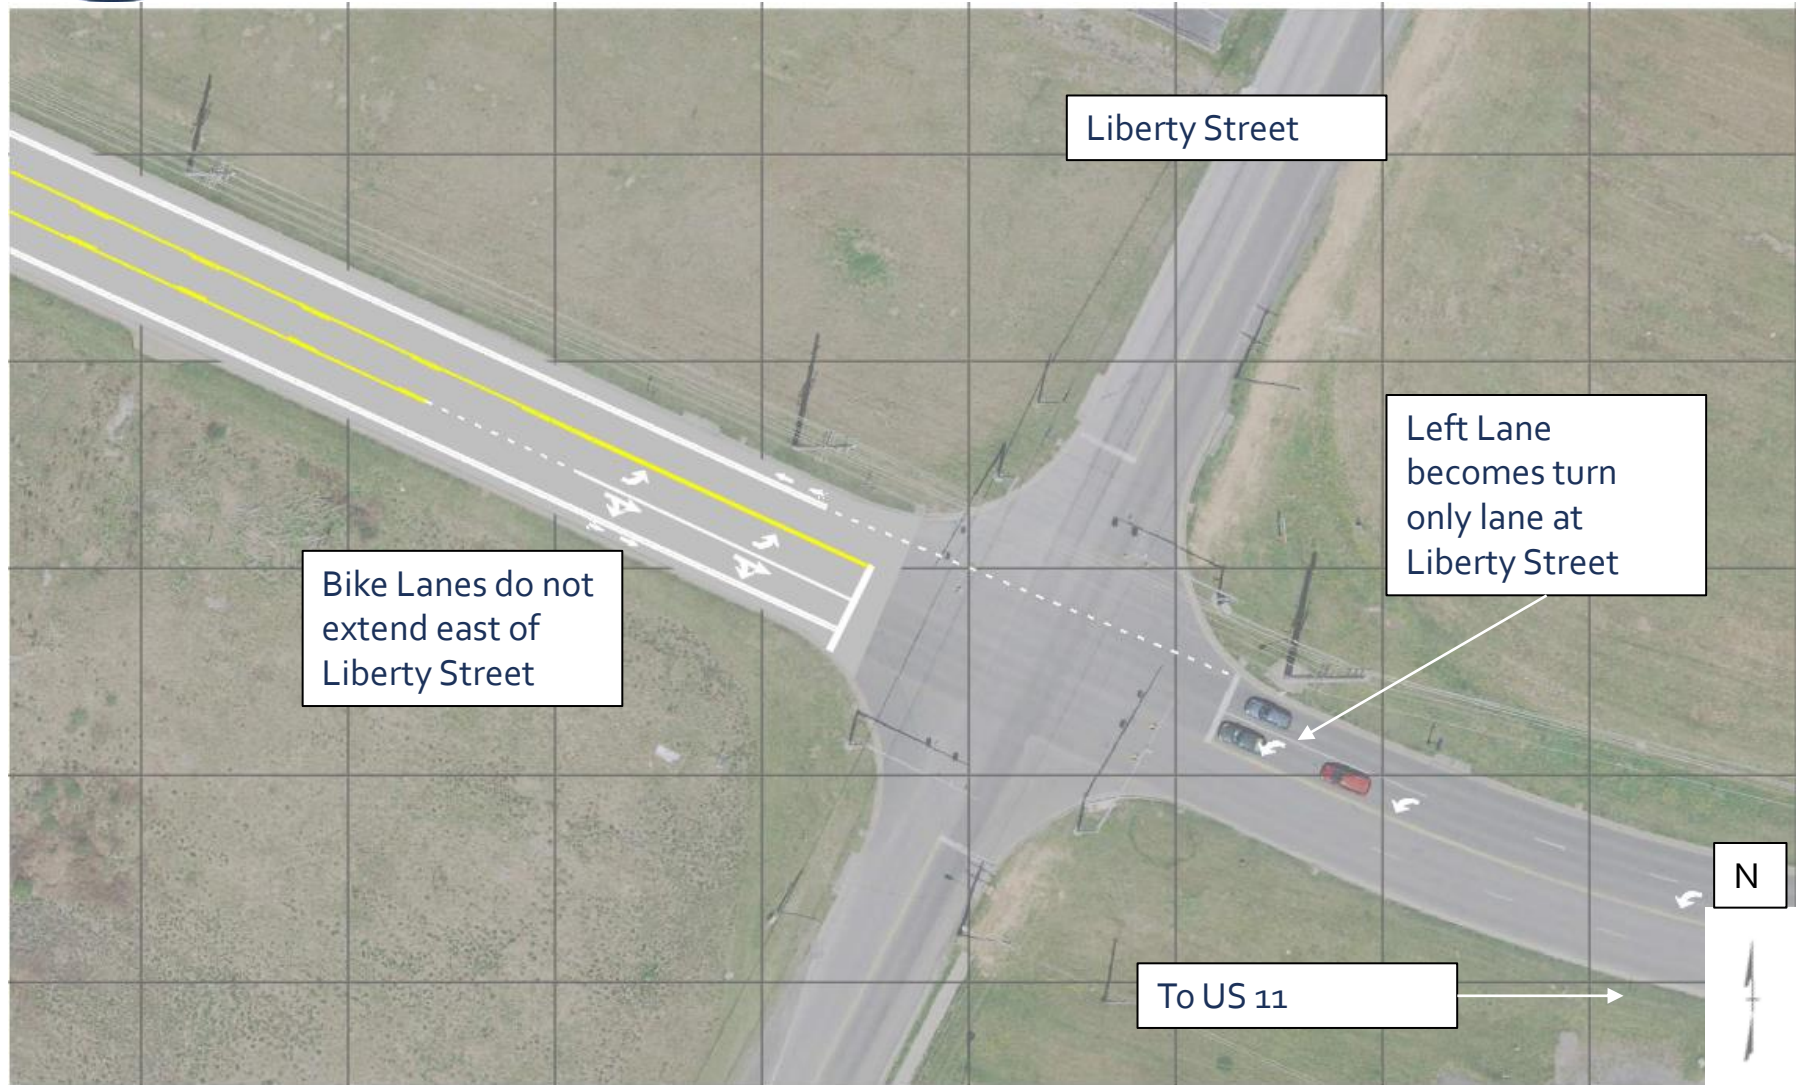 Liberty Street
Left Lane
becomes turn
only lane at
Liberty Street
Bike Lanes do not
extend east of
Liberty Street
N
To US 11